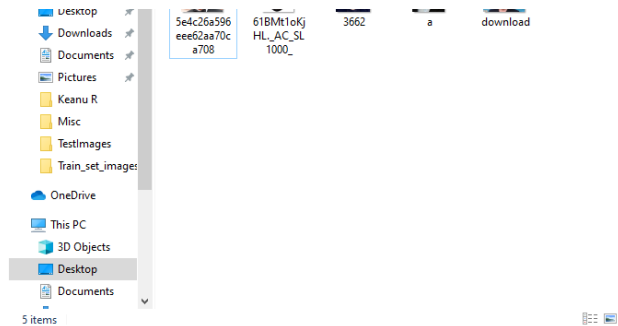 Desktop
Downloads
Documents
Pictures
Keanu R
Misc
TestImages
Train_set_images
OneDrive
This PC
3D Objects
Desktop
Documents
5e4c26a596
eee62aa70c
a708
61BMt1oKj
HL._AC_SL
1000_
3662
a
download
5 items